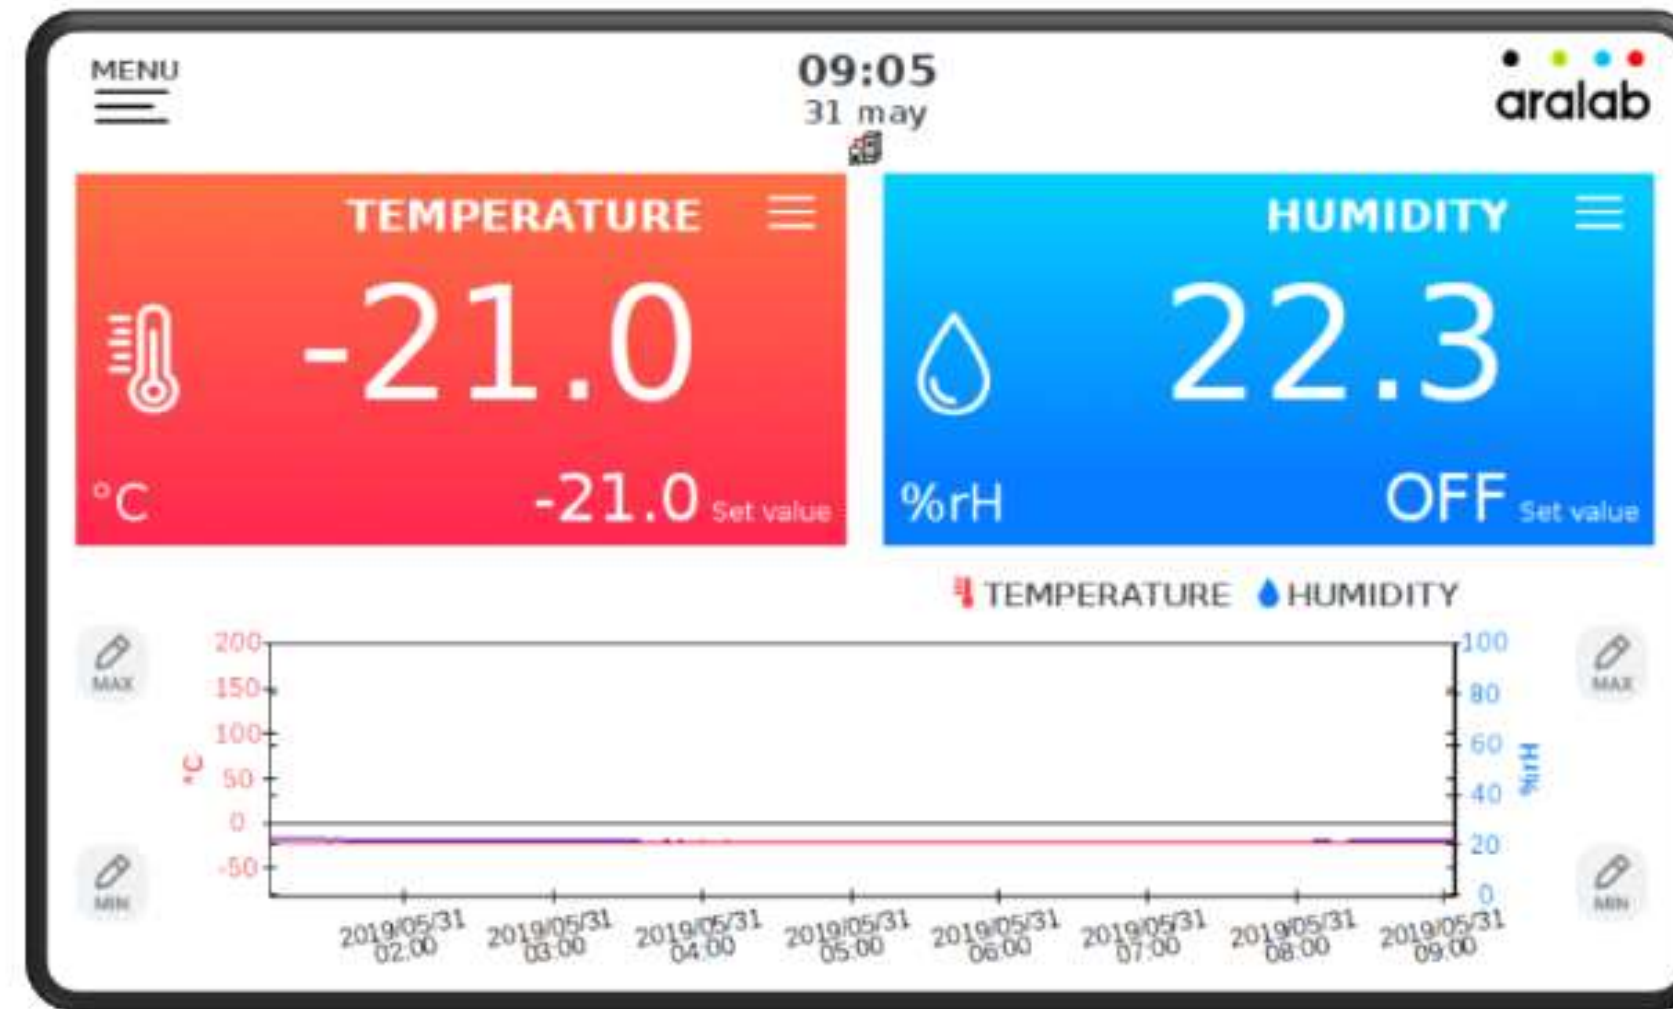 MENU
09:05
31 may
aralab
TEMPERATURE
-21.0
°C
-21.0 Set value
HUMIDITY
22.3
%rH
OFF Set value
TEMPERATURE HUMIDITY
MAX
MIN
°C
200
150
100
50
0
-50
100
80
60
40
20
0
%rH
MAX
MIN
2019/05/31
02:00
2019/05/31
03:00
2019/05/31
04:00
2019/05/31
05:00
2019/05/31
06:00
2019/05/31
07:00
2019/05/31
08:00
2019/05/31
09:00